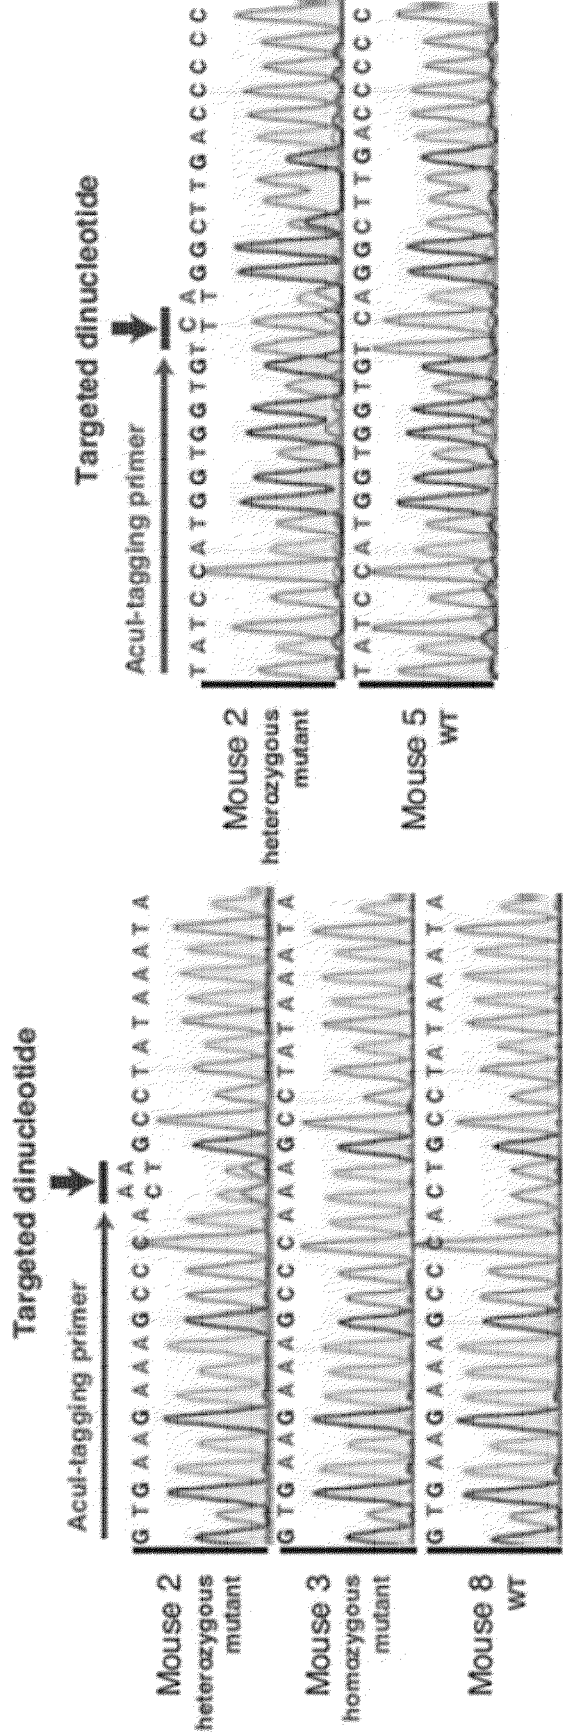 Targeted dinucleotide
AcuI-tagging primer
A A
G T G A A G A A A G C C C A G C C T A T A A A T A
C T
Mouse 2
heterozygous
mutant
G T G A A G A A A G C C C A A A G C C T A T A A A T A
Mouse 3
homozygous
mutant
G T G A A G A A A G C C C A C T G C C T A T A A A T A
Mouse 8
WT
Targeted dinucleotide
AcuI-tagging primer
C A
T A T C C A T G G T G G T G T G G C T T G A C C C C C
T T
Mouse 2
heterozygous
mutant
T A T C C A T G G T G G T G T C A G G C T T G A C C C C C
Mouse 5
WT